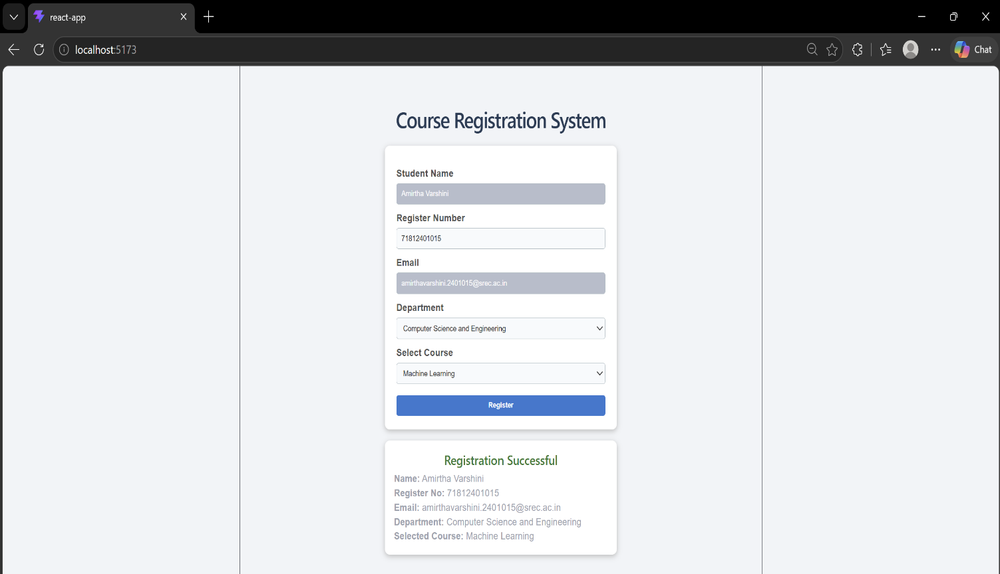 react-app
localhost:5173
Chat
Course Registration System
Student Name
Amirtha Varshini
Register Number
71812401015
Email
amirthavarshini.2401015@srec.ac.in
Department
Computer Science and Engineering
Select Course
Machine Learning
Register
Registration Successful
Name: Amirtha Varshini
Register No: 71812401015
Email: amirthavarshini.2401015@srec.ac.in
Department: Computer Science and Engineering
Selected Course: Machine Learning